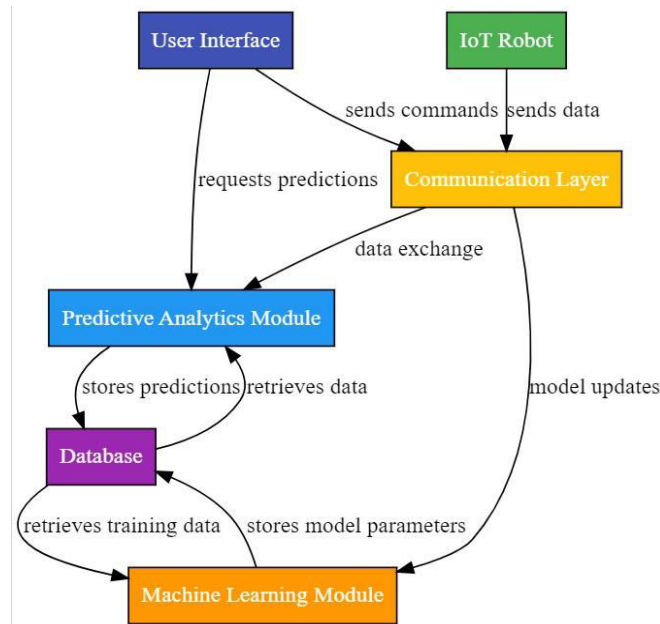 User Interface
IoT Robot
sends commands
sends data
Communication Layer
requests predictions
data exchange
Predictive Analytics Module
stores predictions
retrieves data
model updates
Database
retrieves training data
stores model parameters
Machine Learning Module